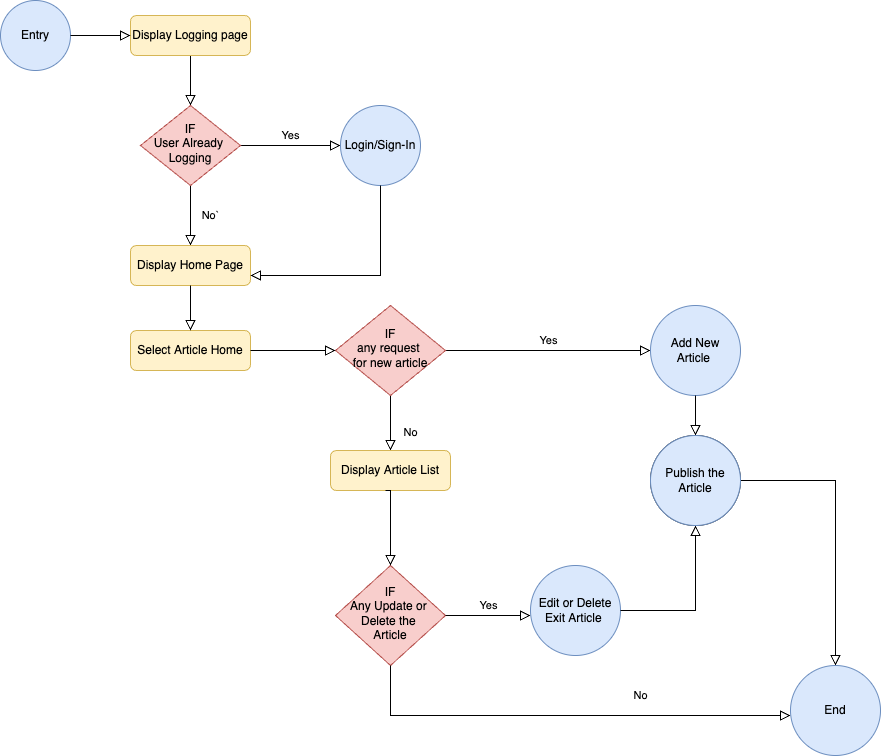 Entry
Display Logging page
IF
User Already
Logging
Yes
Login/Sign-In
No`
Display Home Page
Select Article Home
IF
any request
for new article
Yes
Add New
Article
No
Display Article List
Publish the
Article
IF
Any Update or
Delete the
Article
Yes
Edit or Delete
Exit Article
No
End